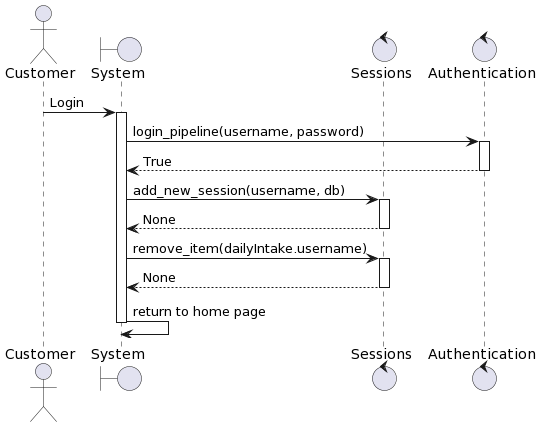 Customer System Sessions Authentication
Login
login_pipeline(username, password)
True
add_new_session(username, db)
None
remove_item(dailyIntake.username)
None
return to home page
Customer System Sessions Authentication